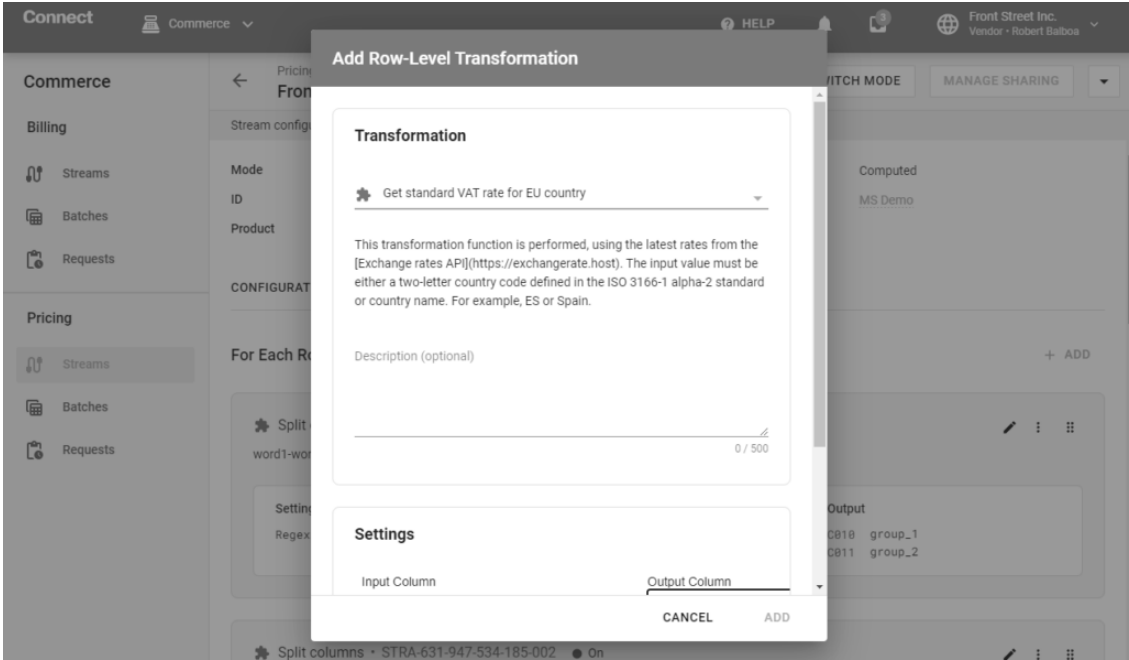 Connect
Commerce
HELP
3
Front Street Inc.
Vendor • Robert Balboa
Commerce
Billing
Streams
Batches
Requests
Pricing
Streams
Batches
Requests
Pricing
Fron
ITCH MODE
MANAGE SHARING
Stream configu
Mode
ID
Product
Computed
MS Demo
CONFIGURAT
For Each Ro
+ ADD
Split
word1-wor
Setting
Regex
Output
C010 group_1
C011 group_2
Split columns • STRA-631-947-534-185-002 ● On
Add Row-Level Transformation
Transformation
Get standard VAT rate for EU country
This transformation function is performed, using the latest rates from the
[Exchange rates API](https://exchangerate.host). The input value must be
either a two-letter country code defined in the ISO 3166-1 alpha-2 standard
or country name. For example, ES or Spain.
Description (optional)
0 / 500
Settings
Input Column
Output Column
CANCEL
ADD